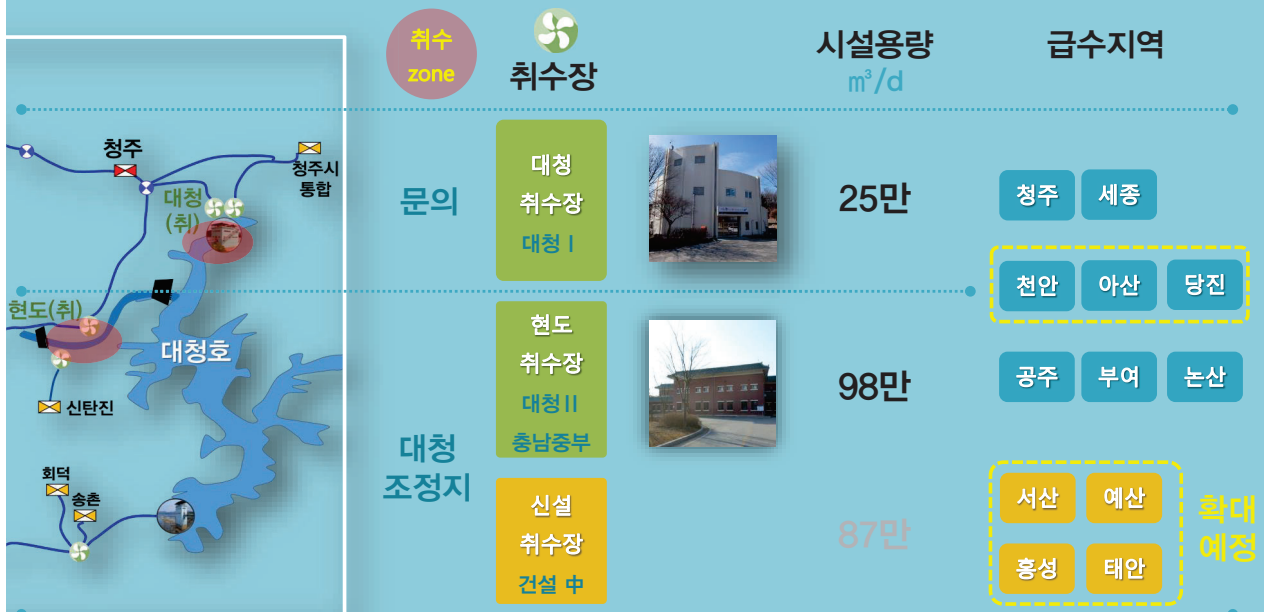 취수
zone
취수장
시설용량
㎥/d
급수지역
청주
청주시
통합
대청
(취)
현도(취)
대청호
신탄진
회덕
송촌
문의
대청
취수장
대청 I
25만
청주 세종
천안 아산 당진
대청
조정지
현도
취수장
대청 II
충남중부
98만
공주 부여 논산
신설
취수장
건설 中
87만
서산 예산
홍성 태안
확대
예정